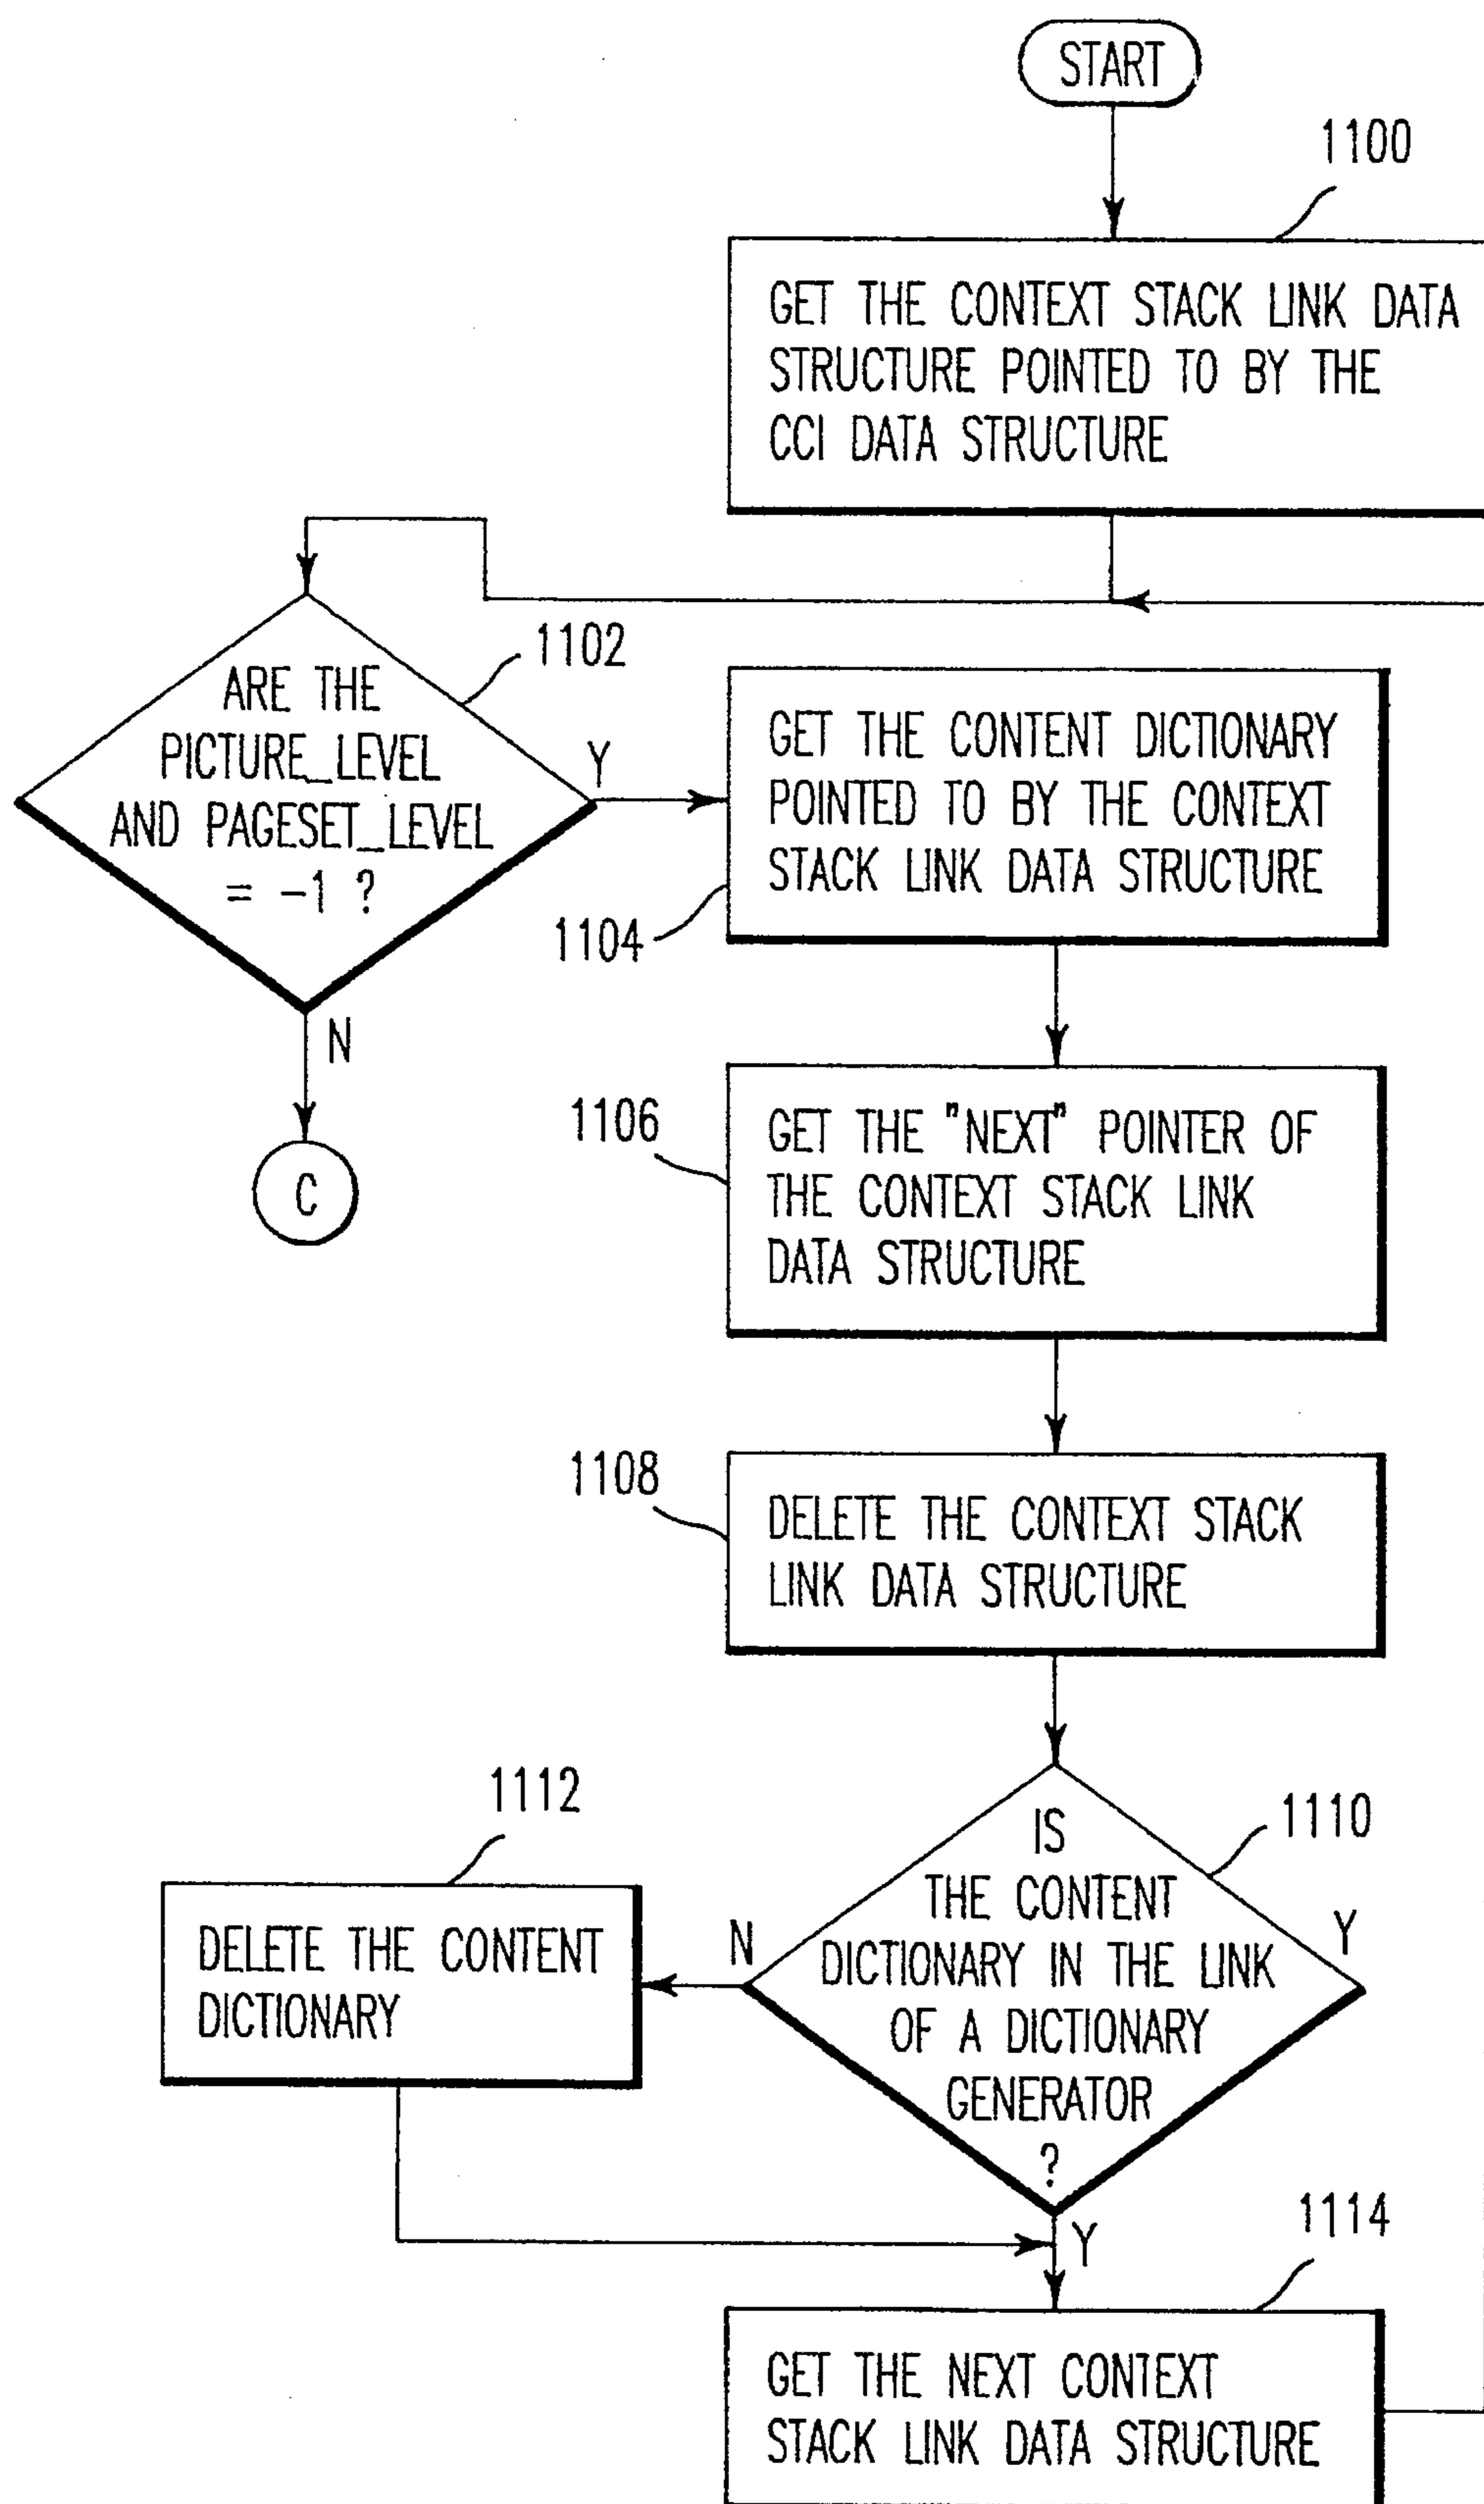 START
1100
GET THE CONTEXT STACK LINK DATA
STRUCTURE POINTED TO BY THE
CCI DATA STRUCTURE
1102
ARE THE
PICTURE_LEVEL
AND PAGESET_LEVEL
= -1 ?
Y
N
C
GET THE CONTENT DICTIONARY
POINTED TO BY THE CONTEXT
STACK LINK DATA STRUCTURE
1104
1106
GET THE "NEXT" POINTER OF
THE CONTEXT STACK LINK
DATA STRUCTURE
1108
DELETE THE CONTEXT STACK
LINK DATA STRUCTURE
1110
IS
THE CONTENT
DICTIONARY IN THE LINK
OF A DICTIONARY
GENERATOR
?
N
Y
Y
1112
DELETE THE CONTENT
DICTIONARY
1114
GET THE NEXT CONTEXT
STACK LINK DATA STRUCTURE